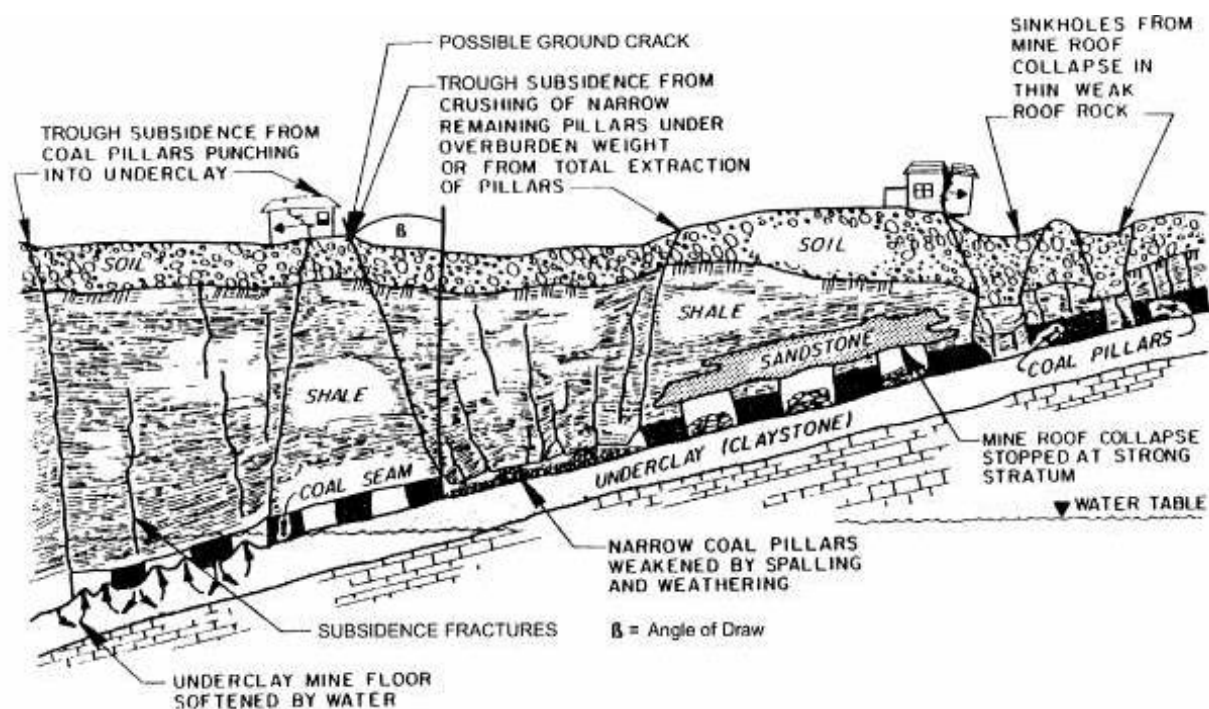 POSSIBLE GROUND CRACK
TROUGH SUBSIDENCE FROM
CRUSHING OF NARROW
REMAINING PILLARS UNDER
OVERBURDEN WEIGHT
OR FROM TOTAL EXTRACTION
OF PILLARS
SINKHOLES FROM
MINE ROOF
COLLAPSE IN
THIN WEAK
ROOF ROCK
TROUGH SUBSIDENCE FROM
COAL PILLARS PUNCHING
INTO UNDERCLAY
ß
SOIL
SOIL
SHALE
SHALE
SANDSTONE
COAL PILLARS
UNDERCLAY (CLAYSTONE)
COAL SEAM
MINE ROOF COLLAPSE
STOPPED AT STRONG
STRATUM
WATER TABLE
NARROW COAL PILLARS
WEAKENED BY SPALLING
AND WEATHERING
SUBSIDENCE FRACTURES
ß = Angle of Draw
UNDERCLAY MINE FLOOR
SOFTENED BY WATER